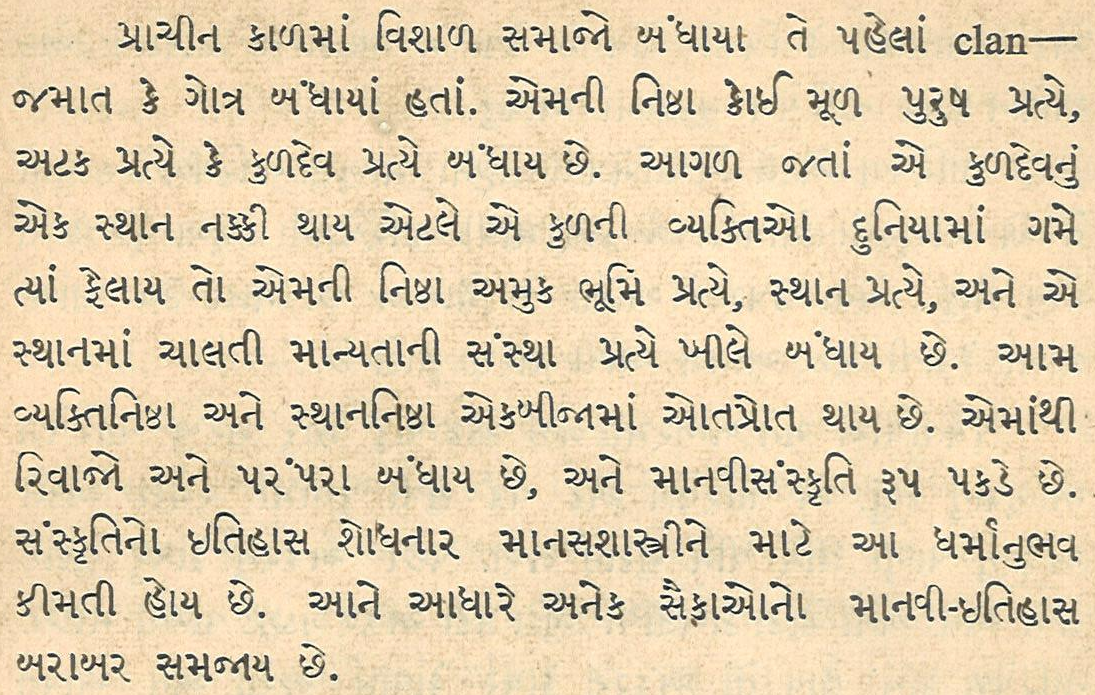 પ્રાચીન કાળમાં વિશાળ સમાજો બંધાયા તે પહેલાં clan—
જમાત કે ગોત્ર બંધાયાં હતાં. એમની નિષ્ઠા કોઈ મૂળ પુરુષ પ્રત્યે,
અટક પ્રત્યે કે કુળદેવ પ્રત્યે બંધાય છે. આગળ જતાં એ કુળદેવનું
એક સ્થાન નક્કી થાય એટલે એ કુળની વ્યક્તિઓ દુનિયામાં ગમે
ત્યાં ફેલાય તો એમની નિષ્ઠા અમુક ભૂમિ પ્રત્યે, સ્થાન પ્રત્યે, અને એ
સ્થાનમાં ચાલતી માન્યતાની સંસ્થા પ્રત્યે ખીલે બંધાય છે. આમ
વ્યક્તિનિષ્ઠા અને સ્થાનનિષ્ઠા એકબીજામાં ઓતપ્રોત થાય છે. એમાંથી
રિવાજો અને પરંપરા બંધાય છે, અને માનવીસંસ્કૃતિ રૂપ પકડે છે.
સંસ્કૃતિનો ઇતિહાસ શોધનાર માનસશાસ્ત્રીને માટે આ ધર્માનુભવ
કીમતી હોય છે. આને આધારે અનેક સૈકાઓનો માનવી-ઇતિહાસ
બરાબર સમજાય છે.